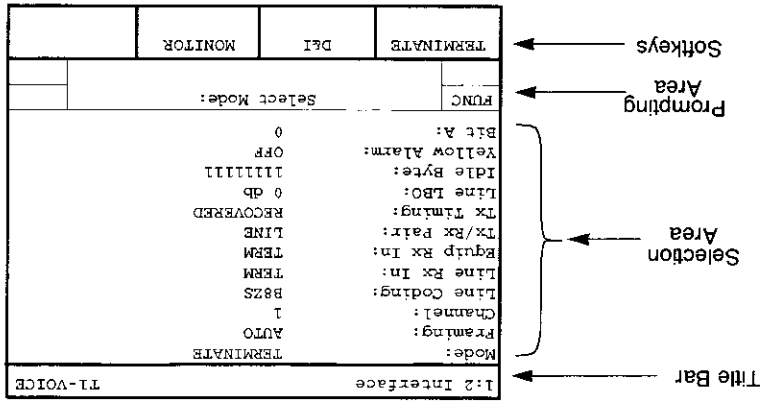 Title Bar
1:2 Interface T1-VOICE
Mode: TERMINATE
Framing: AUTO
Channel: 1
Line Coding: B8ZS
Line Rx In: TERM
Equip Rx In: TERM
Tx/Rx Pair: LINE
Tx Timing: RECOVERED
Line LBO: 0 db
Idle Byte: 11111111
Yellow Alarm: OFF
Bit A: 0
Selection
Area
FUNC Select Mode:
Prompting
Area
TERMINATE D&I MONITOR
Softkeys